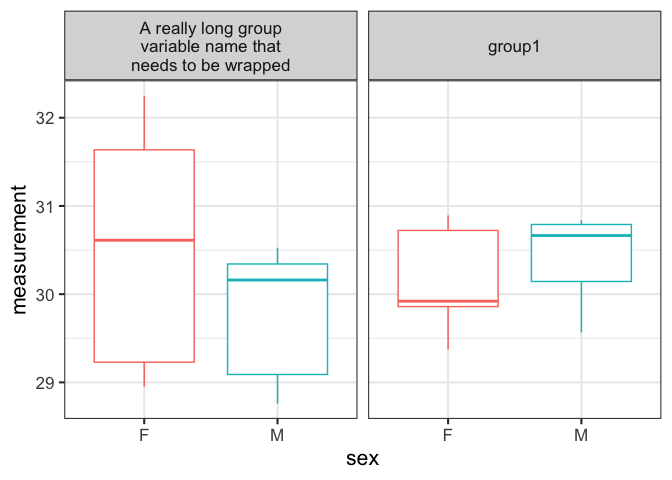 A really long group
variable name that
needs to be wrapped
group1
measurement
32
31
30
29
F
M
F
M
sex